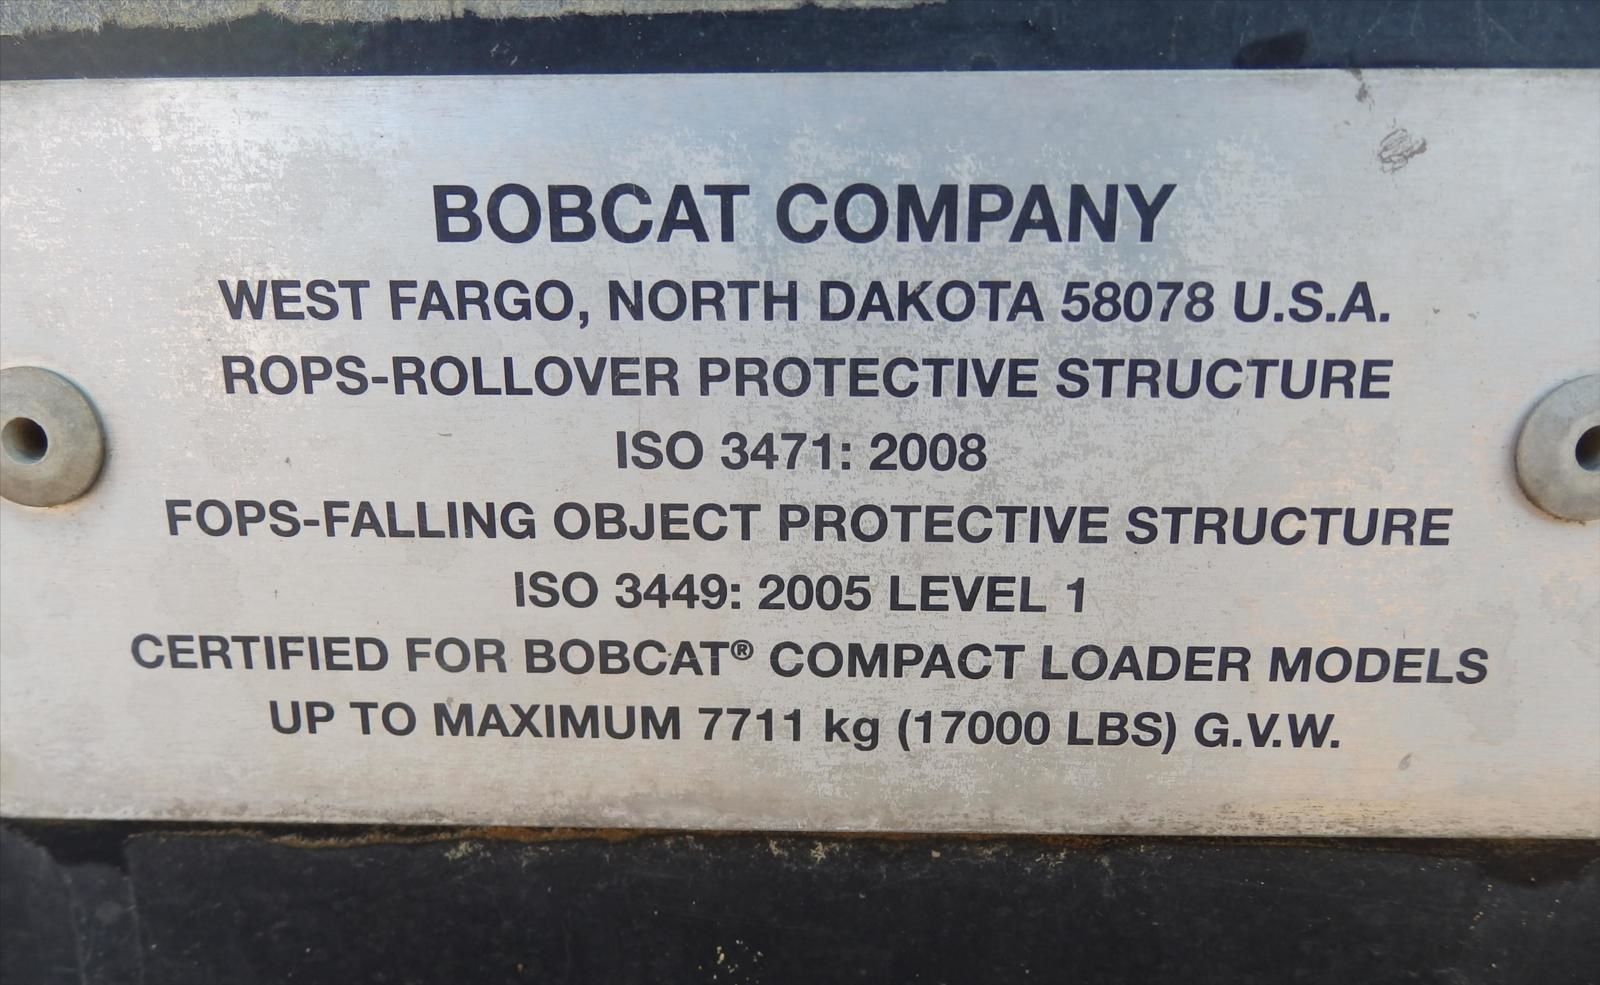 BOBCAT COMPANY
WEST FARGO, NORTH DAKOTA 58078 U.S.A.
ROPS-ROLLOVER PROTECTIVE STRUCTURE
ISO 3471: 2008
FOPS-FALLING OBJECT PROTECTIVE STRUCTURE
ISO 3449: 2005 LEVEL 1
CERTIFIED FOR BOBCAT® COMPACT LOADER MODELS
UP TO MAXIMUM 7711 kg (17000 LBS) G.V.W.